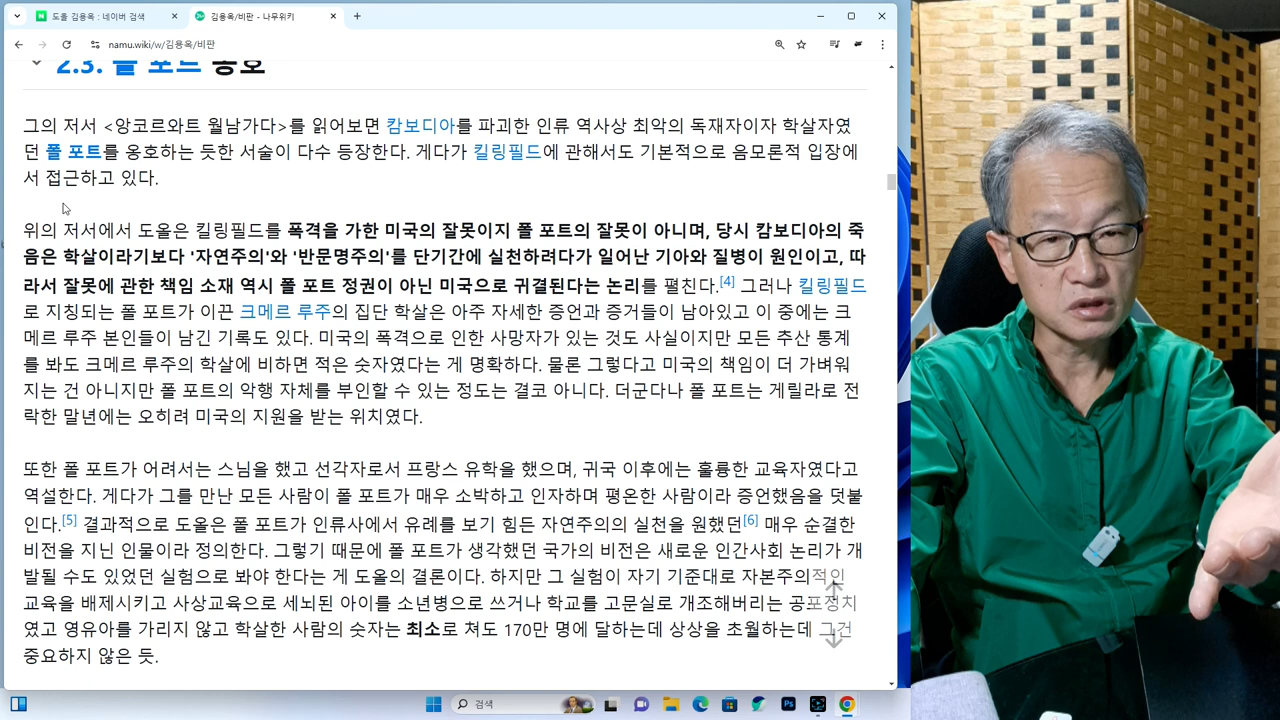 도올 김용옥 : 네이버 검색
김용옥/비판 - 나무위키
namu.wiki/w/김용옥/비판
2.3. 폴 포트 옹호
그의 저서 <앙코르와트 월남가다>를 읽어보면 캄보디아를 파괴한 인류 역사상 최악의 독재자이자 학살자였
던 폴 포트를 옹호하는 듯한 서술이 다수 등장한다. 게다가 킬링필드에 관해서도 기본적으로 음모론적 입장에
서 접근하고 있다.
위의 저서에서 도올은 킬링필드를 폭격을 가한 미국의 잘못이지 폴 포트의 잘못이 아니며, 당시 캄보디아의 죽
음은 학살이라기보다 '자연주의'와 '반문명주의'를 단기간에 실천하려다가 일어난 기아와 질병이 원인이고, 따
라서 잘못에 관한 책임 소재 역시 폴 포트 정권이 아닌 미국으로 귀결된다는 논리를 펼친다.[4] 그러나 킬링필드
로 지칭되는 폴 포트가 이끈 크메르 루주의 집단 학살은 아주 자세한 증언과 증거들이 남아있고 이 중에는 크
메르 루주 본인들이 남긴 기록도 있다. 미국의 폭격으로 인한 사망자가 있는 것도 사실이지만 모든 추산 통계
를 봐도 크메르 루주의 학살에 비하면 적은 숫자였다는 게 명확하다. 물론 그렇다고 미국의 책임이 더 가벼워
지는 건 아니지만 폴 포트의 악행 자체를 부인할 수 있는 정도는 결코 아니다. 더군다나 폴 포트는 게릴라로 전
락한 말년에는 오히려 미국의 지원을 받는 위치였다.
또한 폴 포트가 어려서는 스님을 했고 선각자로서 프랑스 유학을 했으며, 귀국 이후에는 훌륭한 교육자였다고
역설한다. 게다가 그를 만난 모든 사람이 폴 포트가 매우 소박하고 인자하며 평온한 사람이라 증언했음을 덧붙
인다.[5] 결과적으로 도올은 폴 포트가 인류사에서 유례를 보기 힘든 자연주의의 실천을 원했던[6] 매우 순결한
비전을 지닌 인물이라 정의한다. 그렇기 때문에 폴 포트가 생각했던 국가의 비전은 새로운 인간사회 논리가 개
발될 수도 있었던 실험으로 봐야 한다는 게 도올의 결론이다. 하지만 그 실험이 자기 기준대로 자본주의적인
교육을 배제시키고 사상교육으로 세뇌된 아이를 소년병으로 쓰거나 학교를 고문실로 개조해버리는 공포정치
였고 영유아를 가리지 않고 학살한 사람의 숫자는 최소로 쳐도 170만 명에 달하는데 상상을 초월하는데 그건
중요하지 않은 듯.
검색
Ps